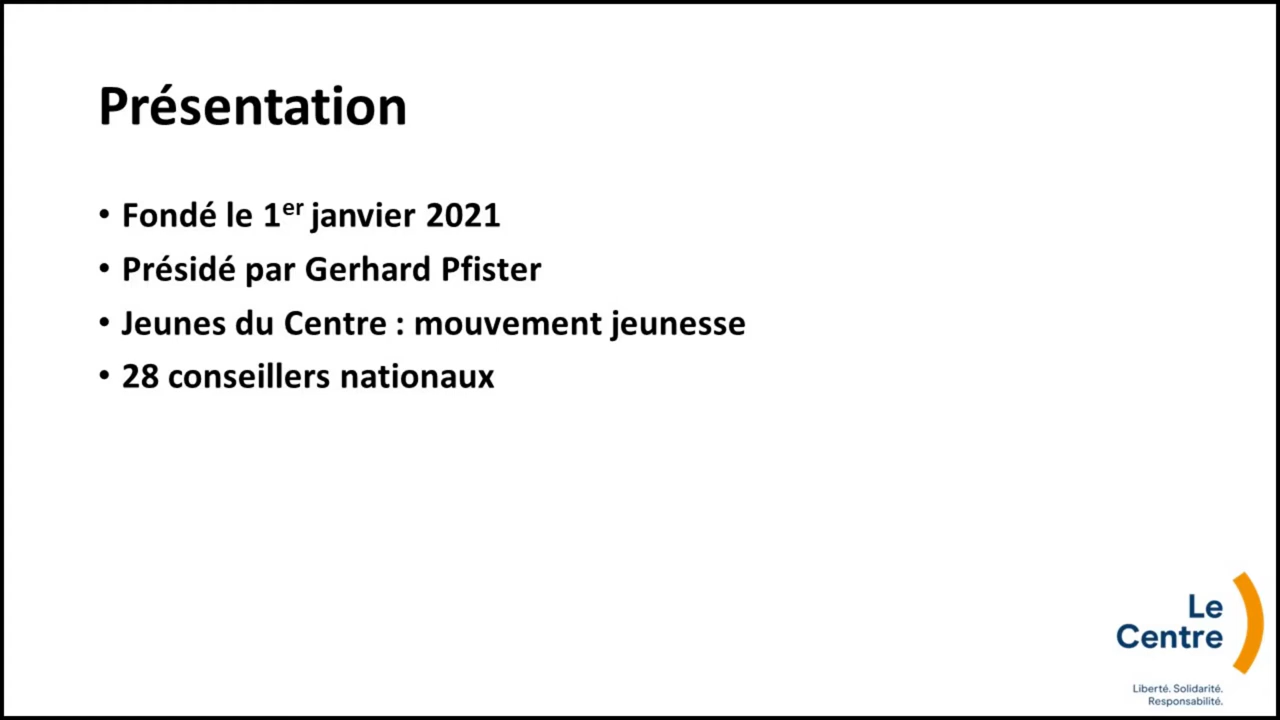 Présentation
• Fondé le 1er janvier 2021
• Présidé par Gerhard Pfister
• Jeunes du Centre : mouvement jeunesse
• 28 conseillers nationaux
Le
Centre
Liberté. Solidarité.
Responsabilité.